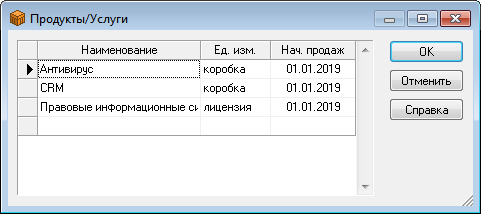 Продукты/Услуги
Наименование Ед. изм. Нач. продаж
Антивирус коробка 01.01.2019
CRM коробка 01.01.2019
Правовые информационные си лицензия 01.01.2019
OK
Отменить
Справка